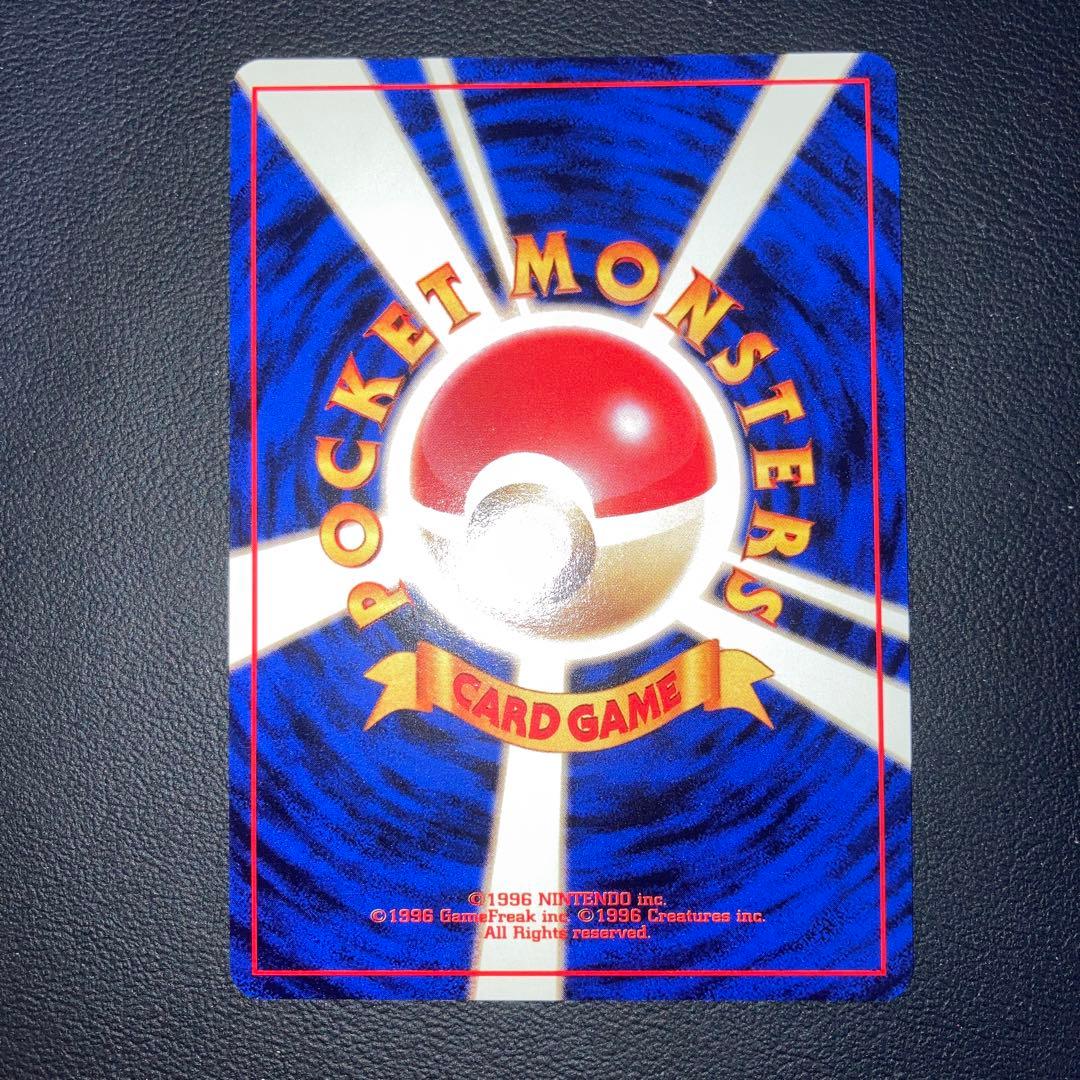 POCKET MONSTERS
CARD GAME
©1996 NINTENDO inc.
©1996 GameFreak inc. ©1996 Creatures inc.
All Rights reserved.